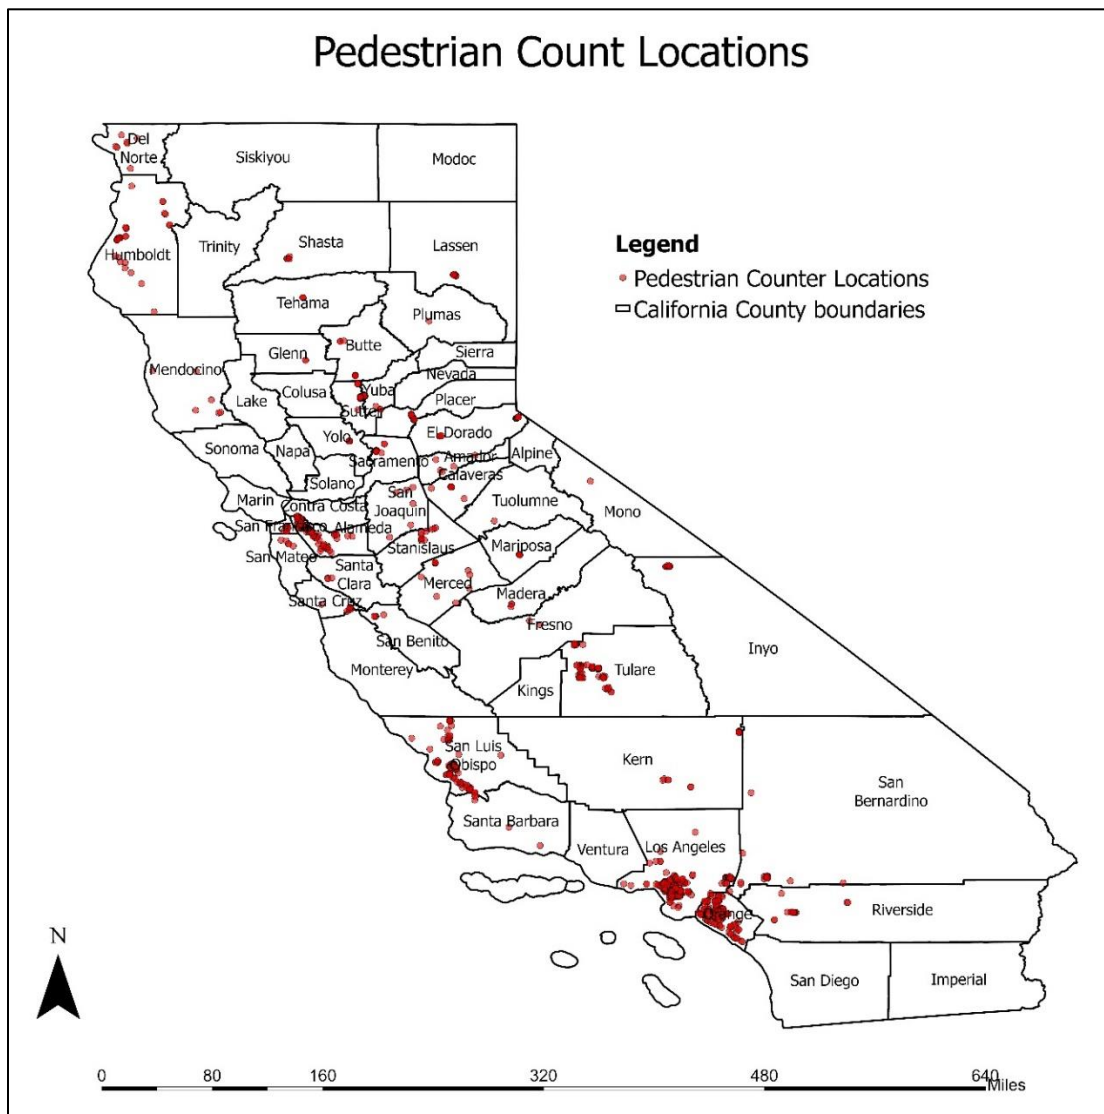 Pedestrian Count Locations
Del
Norte
Siskiyou
Modoc
Humboldt
Trinity
Shasta
Lassen
Legend
Pedestrian Counter Locations
California County boundaries
Tehama
Plumas
Glenn
Butte
Sierra
Mendocino
Nevada
Lake
Colusa
Yuba
Placer
Sutter
Sonoma
Napa
Yolo
El Dorado
Sacramento
Amador
Alpine
Solano
Calaveras
Marin
Contra Costa
San
Joaquin
Tuolumne
Mono
San Francisco
Alameda
Stanislaus
Mariposa
San Mateo
Santa
Clara
Merced
Madera
Santa Cruz
Fresno
San Benito
Monterey
Kings
Tulare
Inyo
San Luis
Obispo
Kern
San
Bernardino
Santa Barbara
Ventura
Los Angeles
Orange
Riverside
San Diego
Imperial
N
0 80 160 320 480 640
Miles